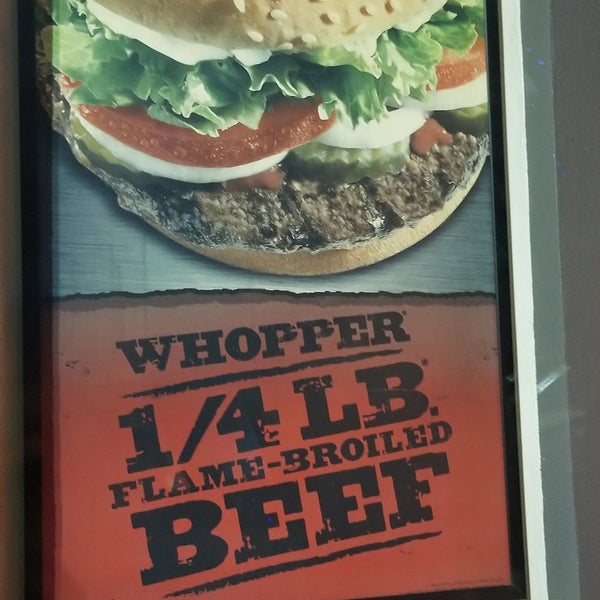 WHOPPER®
1/4 LB.*
FLAME-BROILED
BEEF